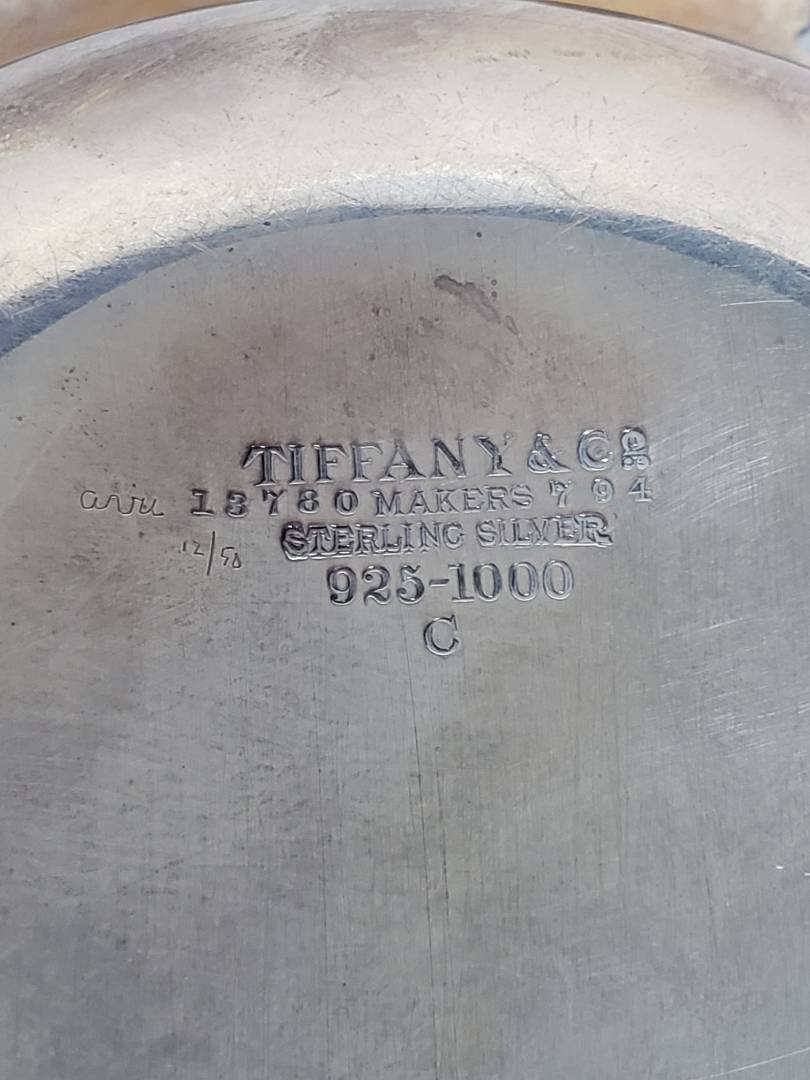 TIFFANY & Co
13780 MAKERS 794
STERLING SILVER
925-1000
C